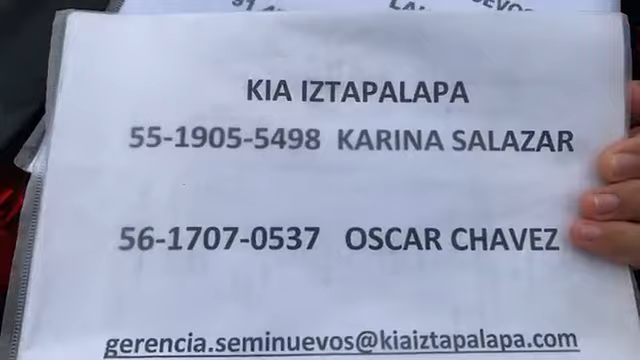 KIA IZTAPALAPA
55-1905-5498 KARINA SALAZAR
56-1707-0537 OSCAR CHAVEZ
gerencia.seminuevos@kiaiztapalapa.com